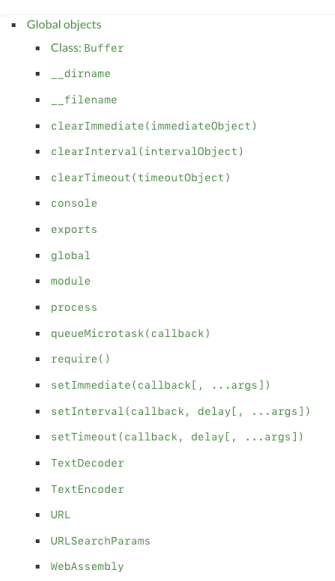 Global objects
Class: Buffer
__dirname
__filename
clearImmediate(immediateObject)
clearInterval(intervalObject)
clearTimeout(timeoutObject)
console
exports
global
module
process
queueMicrotask(callback)
require()
setImmediate(callback[, ...args])
setInterval(callback, delay[, ...args])
setTimeout(callback, delay[, ...args])
TextDecoder
TextEncoder
URL
URLSearchParams
WebAssembly